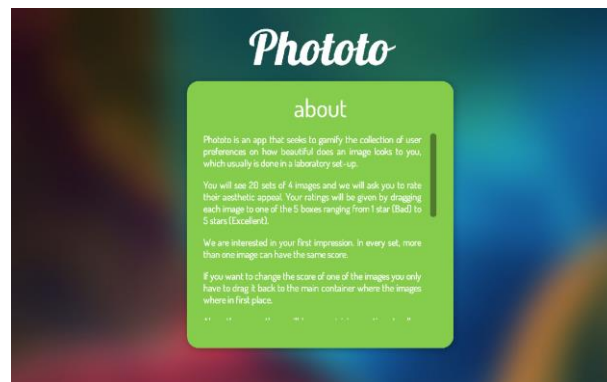 Phototo
about
Phototo is an app that seeks to gamify the collection of user
preferences on how beautiful does an image looks to you,
which usually is done in a laboratory set-up.
You will see 20 sets of 4 images and we will ask you to rate
their aesthetic appeal. Your ratings will be given by dragging
each image to one of the 5 boxes ranging from 1 star (Bad) to
5 stars (Excellent).
We are interested in your first impression. In every set, more
than one image can have the same score.
If you want to change the score of one of the images you only
have to drag it back to the main container where the images
where in first place.